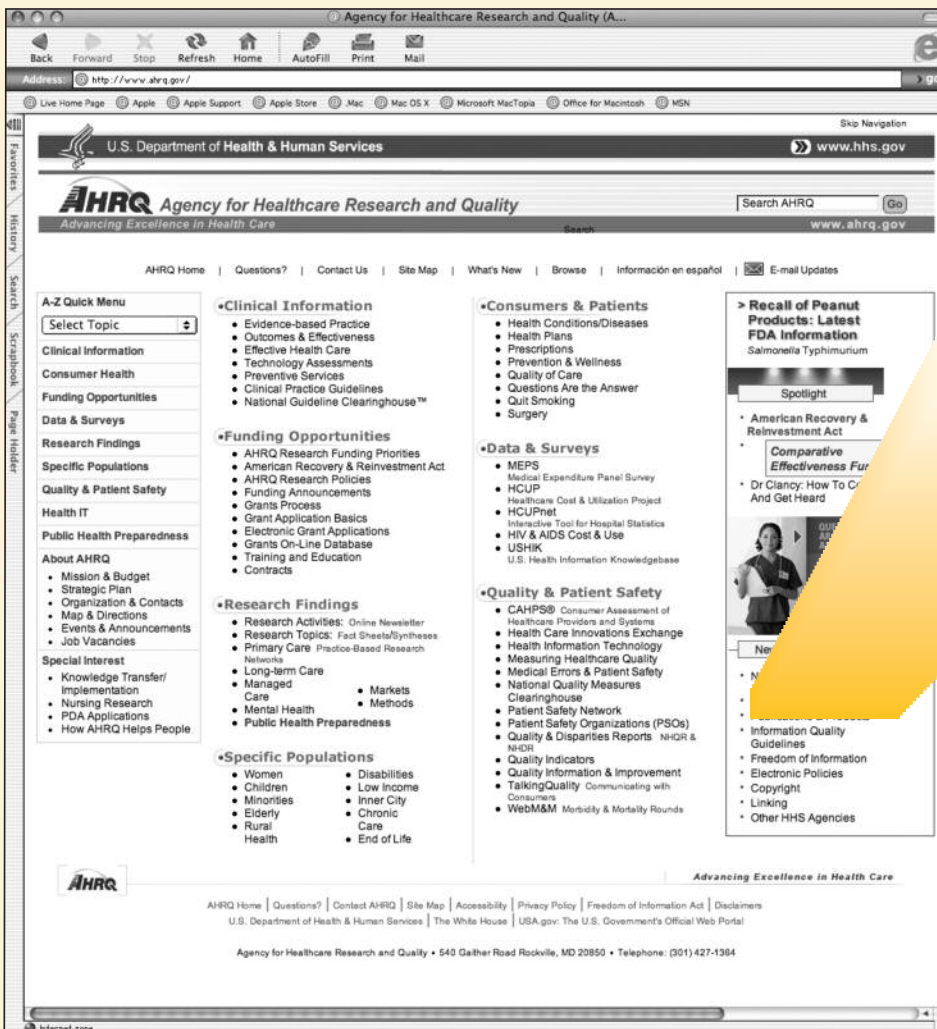 Agency for Healthcare Research and Quality (A...
Back Forward Stop Refresh Home AutoFill Print Mail
Address: http://www.ahrq.gov/
Live Home Page Apple Apple Support Apple Store .Mac Mac OS X Microsoft MacTopia Office for Macintosh MSN
Favorites
History
Search
Scrapbook
Page Holder
Skip Navigation
U.S. Department of Health & Human Services www.hhs.gov
AHRQ Agency for Healthcare Research and Quality
Search AHRQ Go
Advancing Excellence in Health Care Search www.ahrq.gov
AHRQ Home | Questions? | Contact Us | Site Map | What's New | Browse | Información en español | E-mail Updates
A-Z Quick Menu
Select Topic
Clinical Information
Consumer Health
Funding Opportunities
Data & Surveys
Research Findings
Specific Populations
Quality & Patient Safety
Health IT
Public Health Preparedness
About AHRQ
• Mission & Budget
• Strategic Plan
• Organization & Contacts
• Map & Directions
• Events & Announcements
• Job Vacancies
Special Interest
• Knowledge Transfer/
Implementation
• Nursing Research
• PDA Applications
• How AHRQ Helps People
•Clinical Information
• Evidence-based Practice
• Outcomes & Effectiveness
• Effective Health Care
• Technology Assessments
• Preventive Services
• Clinical Practice Guidelines
• National Guideline Clearinghouse™
•Funding Opportunities
• AHRQ Research Funding Priorities
• American Recovery & Reinvestment Act
• AHRQ Research Policies
• Funding Announcements
• Grants Process
• Grant Application Basics
• Electronic Grant Applications
• Grants On-Line Database
• Training and Education
• Contracts
•Research Findings
• Research Activities: Online Newsletter
• Research Topics: Fact Sheets/Syntheses
• Primary Care Practice-Based Research
Networks
• Long-term Care
• Managed
Care
• Mental Health
• Markets
• Methods
• Public Health Preparedness
•Specific Populations
• Women
• Children
• Minorities
• Elderly
• Rural
Health
• Disabilities
• Low Income
• Inner City
• Chronic
Care
• End of Life
•Consumers & Patients
• Health Conditions/Diseases
• Health Plans
• Prescriptions
• Prevention & Wellness
• Quality of Care
• Questions Are the Answer
• Quit Smoking
• Surgery
•Data & Surveys
• MEPS
Medical Expenditure Panel Survey
• HCUP
Healthcare Cost & Utilization Project
• HCUPnet
Interactive Tool for Hospital Statistics
• HIV & AIDS Cost & Use
• USHIK
U.S. Health Information Knowledgebase
•Quality & Patient Safety
• CAHPS® Consumer Assessment of
Healthcare Providers and Systems
• Health Care Innovations Exchange
• Health Information Technology
• Measuring Healthcare Quality
• Medical Errors & Patient Safety
• National Quality Measures
Clearinghouse
• Patient Safety Network
• Patient Safety Organizations (PSOs)
• Quality & Disparities Reports NHQR &
NHDR
• Quality Indicators
• Quality Information & Improvement
• TalkingQuality Communicating with
Consumers
• WebM&M Morbidity & Mortality Rounds
> Recall of Peanut
Products: Latest
FDA Information
Salmonella Typhimurium
Spotlight
American Recovery &
Reinvestment Act
Comparative
Effectiveness
Dr Clancy: How To
And Get Heard
Information Quality
Guidelines
Freedom of Information
Electronic Policies
Copyright
Linking
Other HHS Agencies
AHRQ
Advancing Excellence in Health Care
AHRQ Home | Questions? | Contact AHRQ | Site Map | Accessibility | Privacy Policy | Freedom of Information Act | Disclaimers
U.S. Department of Health & Human Services | The White House | USA.gov: The U.S. Government's Official Web Portal
Agency for Healthcare Research and Quality • 540 Gaither Road Rockville, MD 20850 • Telephone: (301) 427-1364
Internet zone